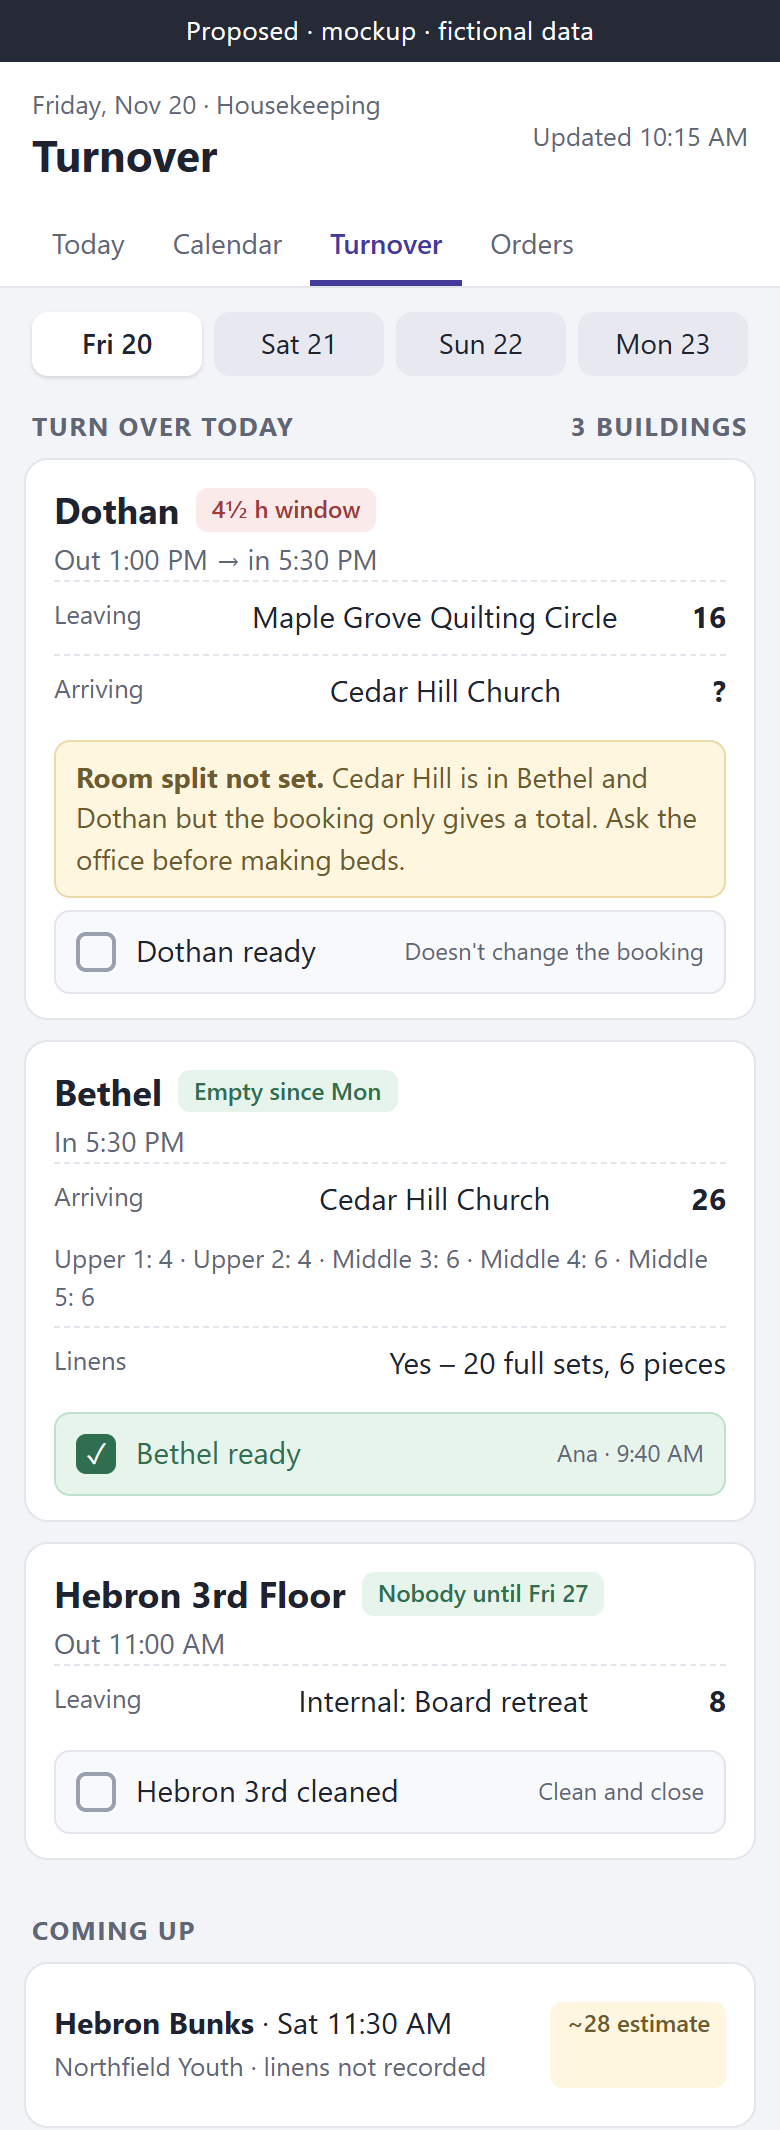 Proposed · mockup · fictional data
Friday, Nov 20 · Housekeeping
Turnover
Updated 10:15 AM
Today Calendar Turnover Orders
Fri 20 Sat 21 Sun 22 Mon 23
TURN OVER TODAY 3 BUILDINGS
Dothan 4½ h window
Out 1:00 PM → in 5:30 PM
Leaving Maple Grove Quilting Circle 16
Arriving Cedar Hill Church ?
Room split not set. Cedar Hill is in Bethel and
Dothan but the booking only gives a total. Ask the
office before making beds.
Dothan ready Doesn't change the booking
Bethel Empty since Mon
In 5:30 PM
Arriving Cedar Hill Church 26
Upper 1: 4 · Upper 2: 4 · Middle 3: 6 · Middle 4: 6 · Middle
5: 6
Linens Yes – 20 full sets, 6 pieces
✓ Bethel ready Ana · 9:40 AM
Hebron 3rd Floor Nobody until Fri 27
Out 11:00 AM
Leaving Internal: Board retreat 8
Hebron 3rd cleaned Clean and close
COMING UP
Hebron Bunks · Sat 11:30 AM ~28 estimate
Northfield Youth · linens not recorded